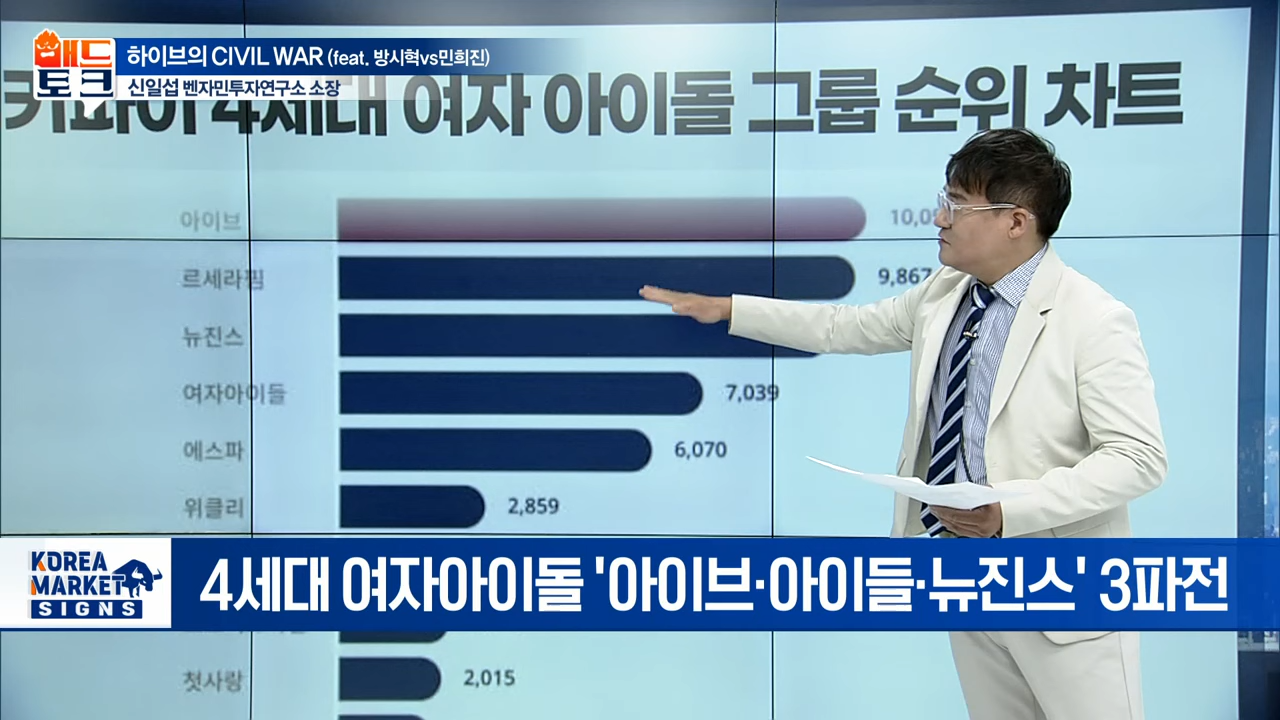 매드
토크
하이브의 CIVIL WAR (feat. 방시혁vs민희진)
신일섭 벤자민투자연구소 소장
4세대 여자 아이돌 그룹 순위 차트
아이브
르세라핌 9,867
뉴진스
여자아이들 7,039
에스파 6,070
위클리 2,859
KOREA
MARKET
SIGNS
4세대 여자아이돌 '아이브·아이들·뉴진스' 3파전
첫사랑 2,015